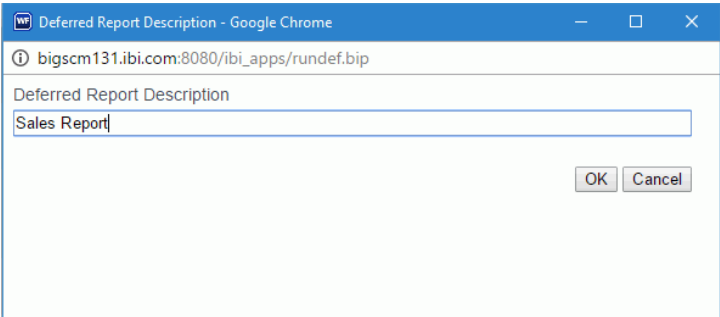 WF Deferred Report Description - Google Chrome
bigscm131.ibi.com:8080/ibi_apps/rundef.bip
Deferred Report Description
Sales Report
OK Cancel